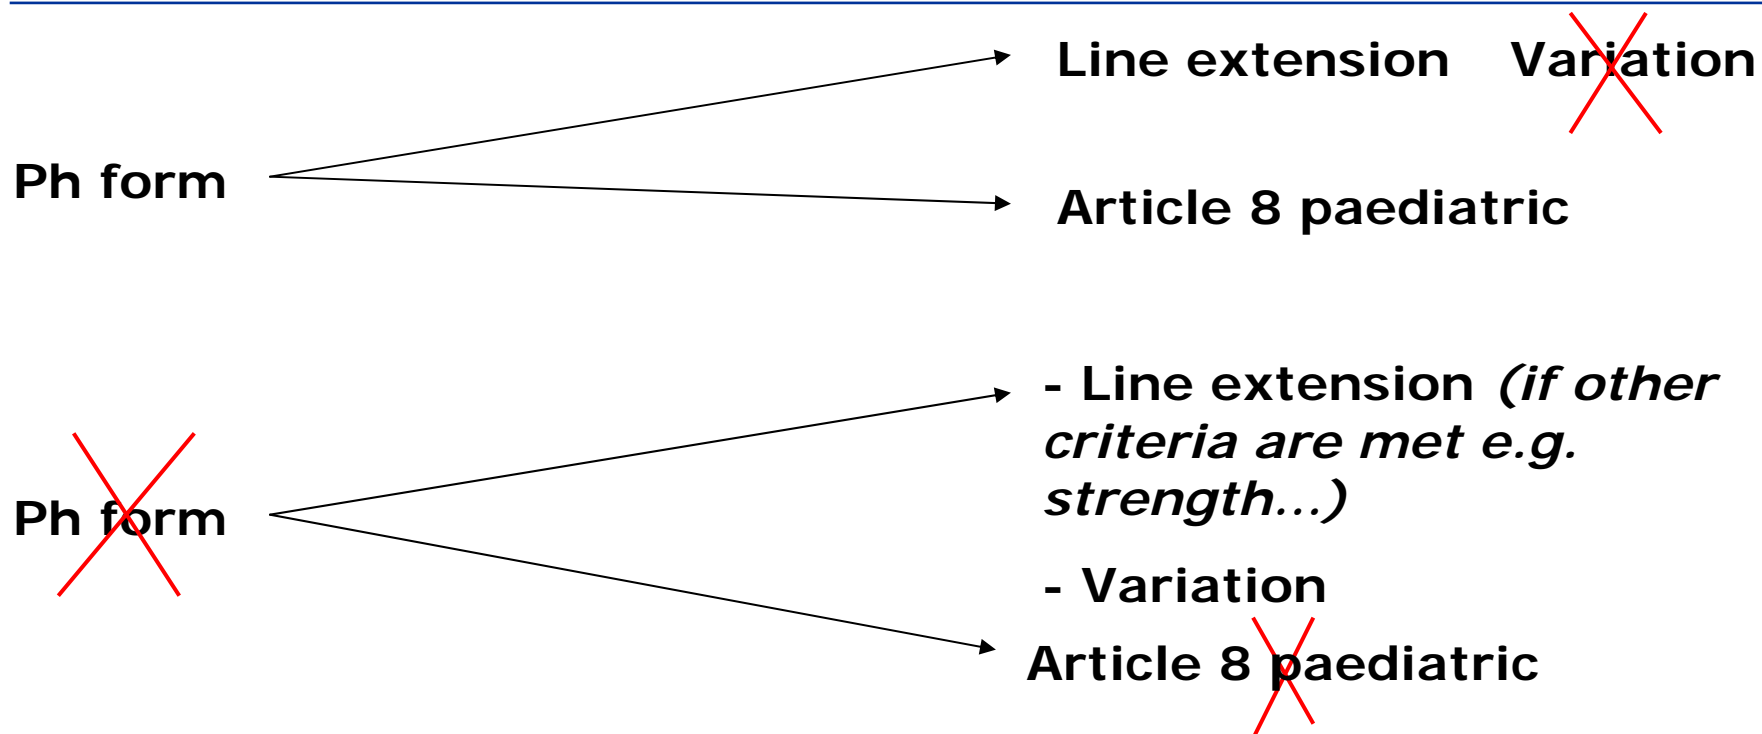 Line extension Variation
Ph form
Article 8 paediatric
- Line extension (if other
criteria are met e.g.
strength...)
Ph form
- Variation
Article 8 paediatric